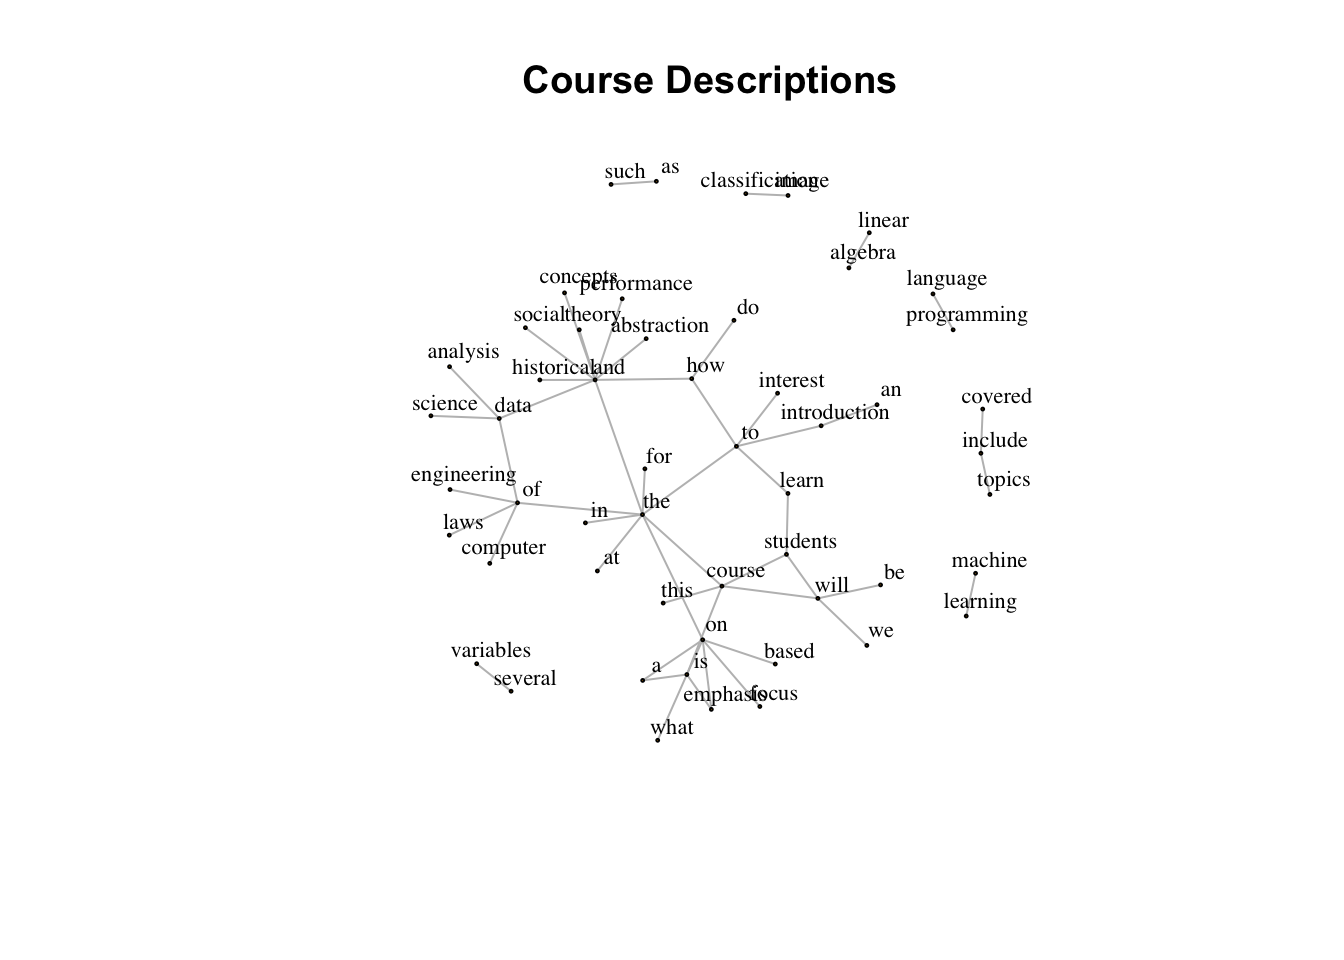 Course Descriptions
such as
classification image
linear
algebra
language
concepts
performance
do
social theory
programming
abstraction
analysis
historical and
how
interest
an
science
data
introduction
covered
to
include
for
engineering
learn
topics
of
the
in
laws
students
computer
at
machine
course
be
this
will
learning
on
we
variables
a
is
based
several
emphasis
focus
what